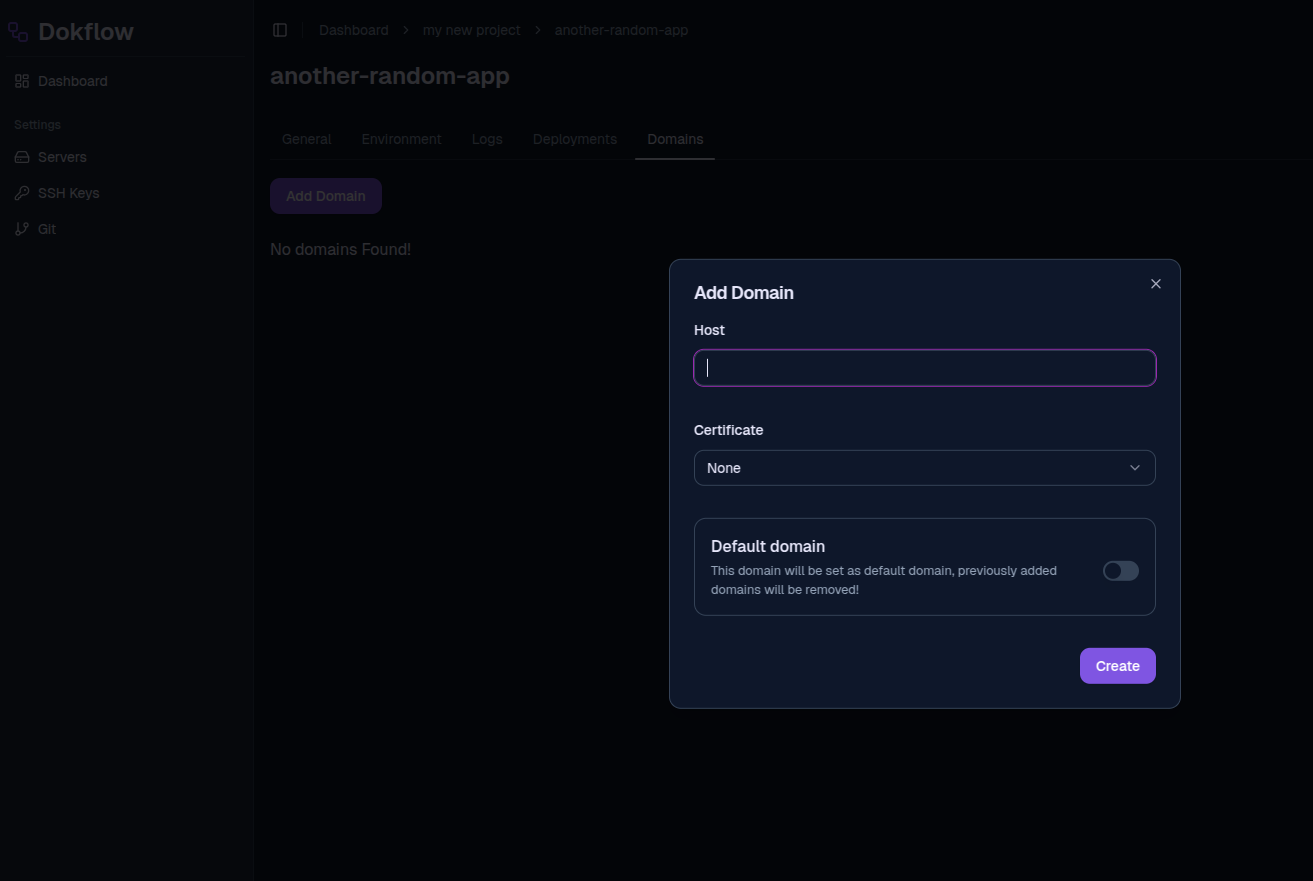 Dokflow
Dashboard
Settings
Servers
SSH Keys
Git
Dashboard
my new project
another-random-app
another-random-app
General
Environment
Logs
Deployments
Domains
Add Domain
No domains Found!
Add Domain
Host
Certificate
None
Default domain
This domain will be set as default domain, previously added
domains will be removed!
Create